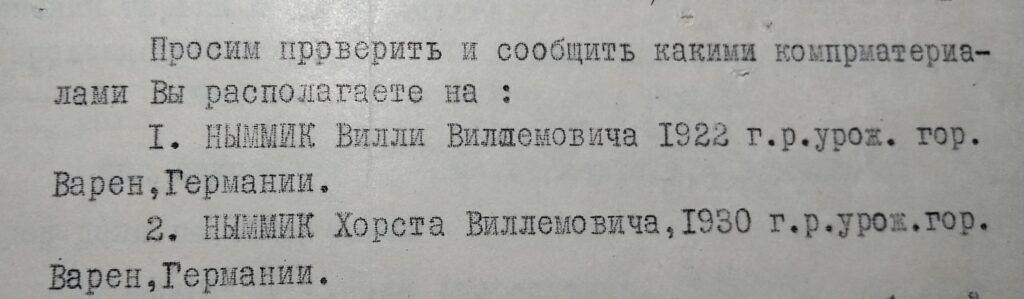 Просим прроверить и сообщить какими компрматериа-
лами Вы располагаете на :
I. НЫММИК Вилли Виллемовича I922 г.р.урож. гор.
Варен,Германии.
2. НЫММИК Хорста Виллемовича,I930 г.р.урож.гор.
Варен,Германии.